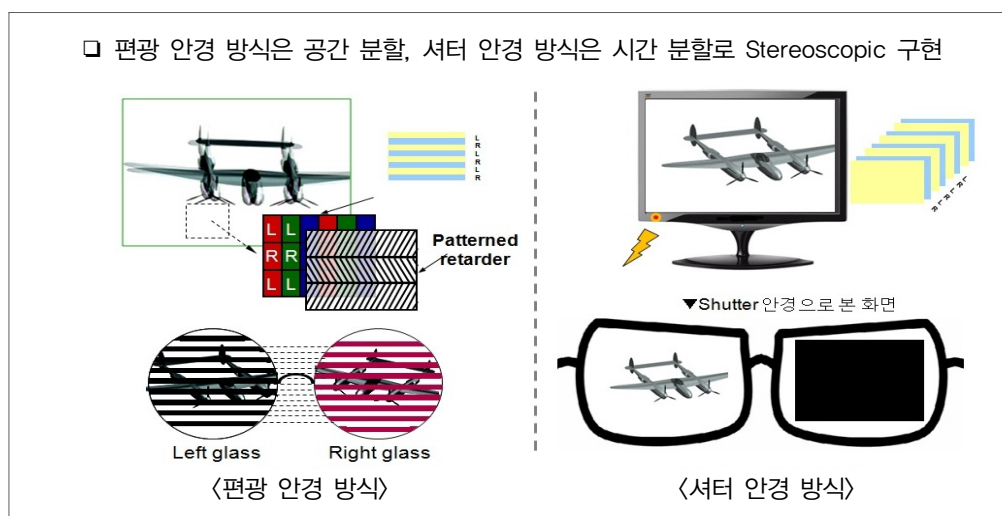 ❑ 편광 안경 방식은 공간 분할, 셔터 안경 방식은 시간 분할로 Stereoscopic 구현
L
R
L
R
L
R
L L
R R
L L
Patterned
retarder
Left glass
Right glass
〈편광 안경 방식〉
L
R
L
R
L
R
▼Shutter 안경으로 본 화면
〈셔터 안경 방식〉